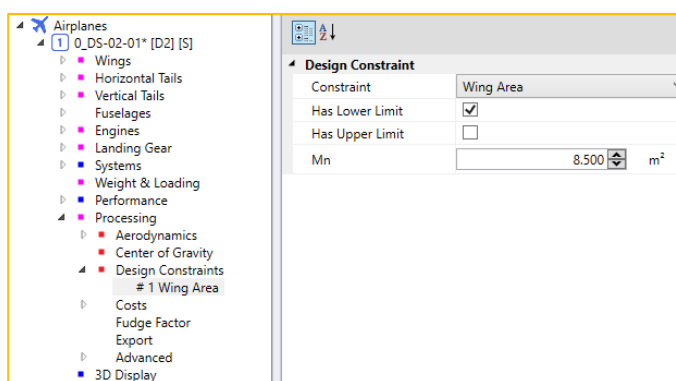 Airplanes
1 0_DS-02-01* [D2] [S]
Wings
Horizontal Tails
Vertical Tails
Fuselages
Engines
Landing Gear
Systems
Weight & Loading
Performance
Processing
Aerodynamics
Center of Gravity
Design Constraints
# 1 Wing Area
Costs
Fudge Factor
Export
Advanced
3D Display
A
Z
Design Constraint
Constraint Wing Area
Has Lower Limit
Has Upper Limit
Mn 8.500 m²